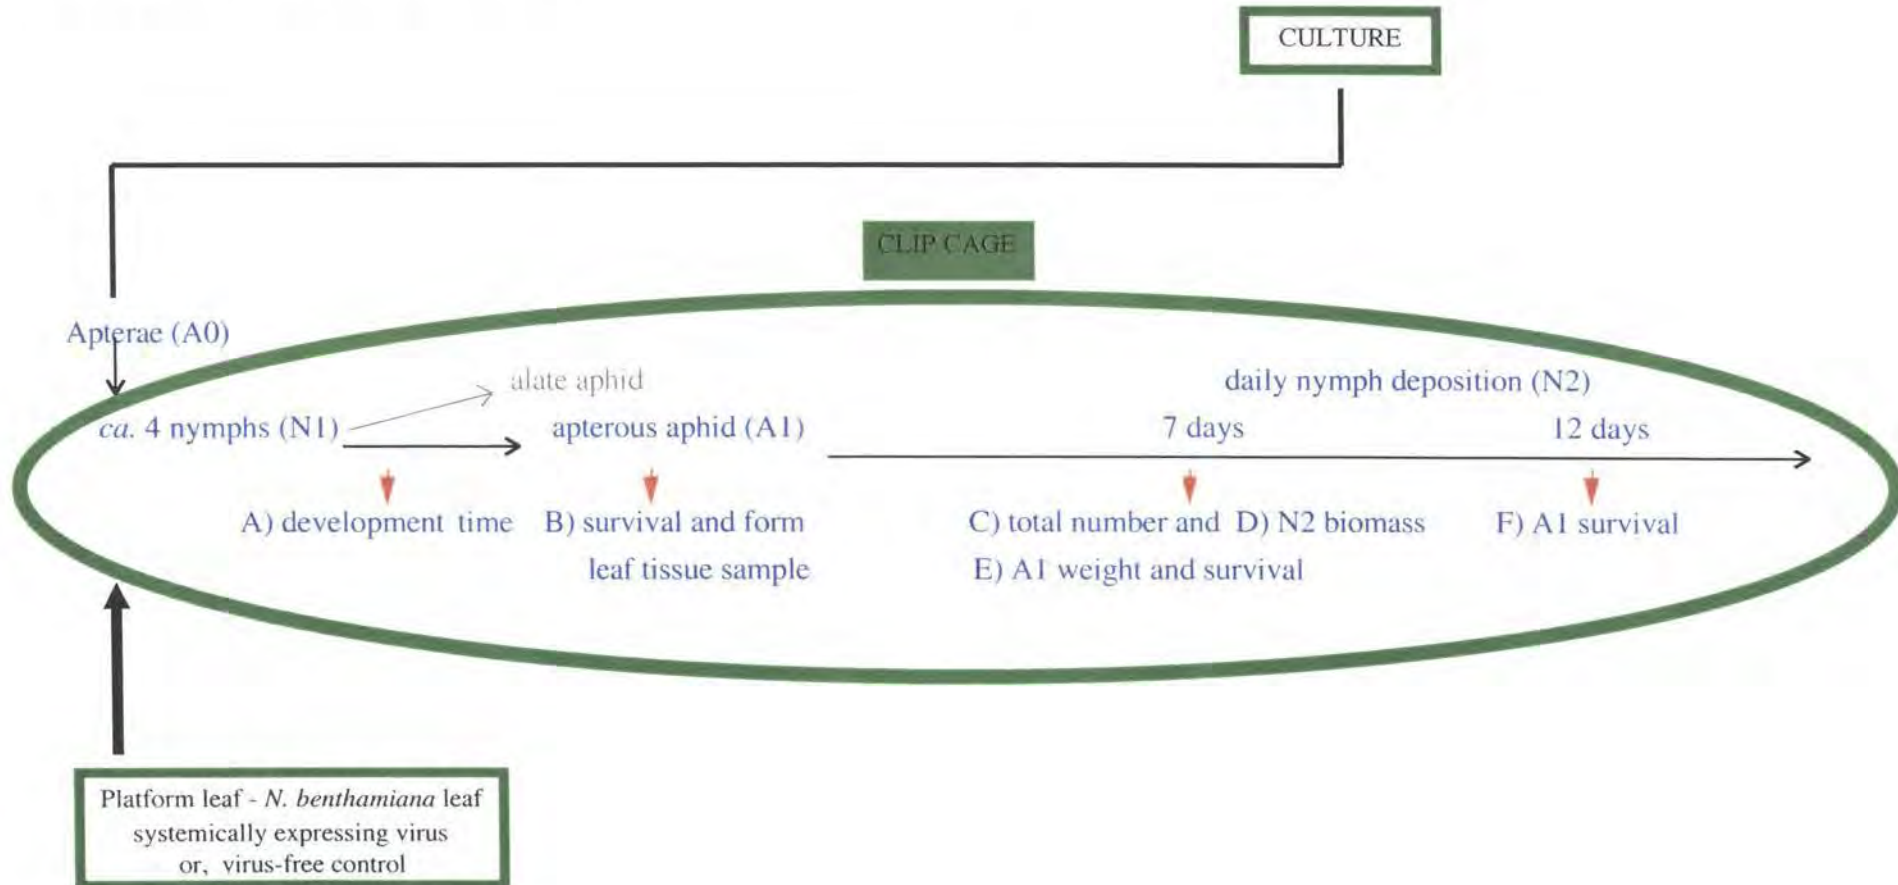 CULTURE
CLIP CAGE
Apterae (A0)
alate aphid
daily nymph deposition (N2)
ca. 4 nymphs (N1)
apterous aphid (A1)
7 days
12 days
A) development time
B) survival and form
leaf tissue sample
C) total number and D) N2 biomass
E) A1 weight and survival
F) A1 survival
Platform leaf - N. benthamiana leaf
systemically expressing virus
or, virus-free control